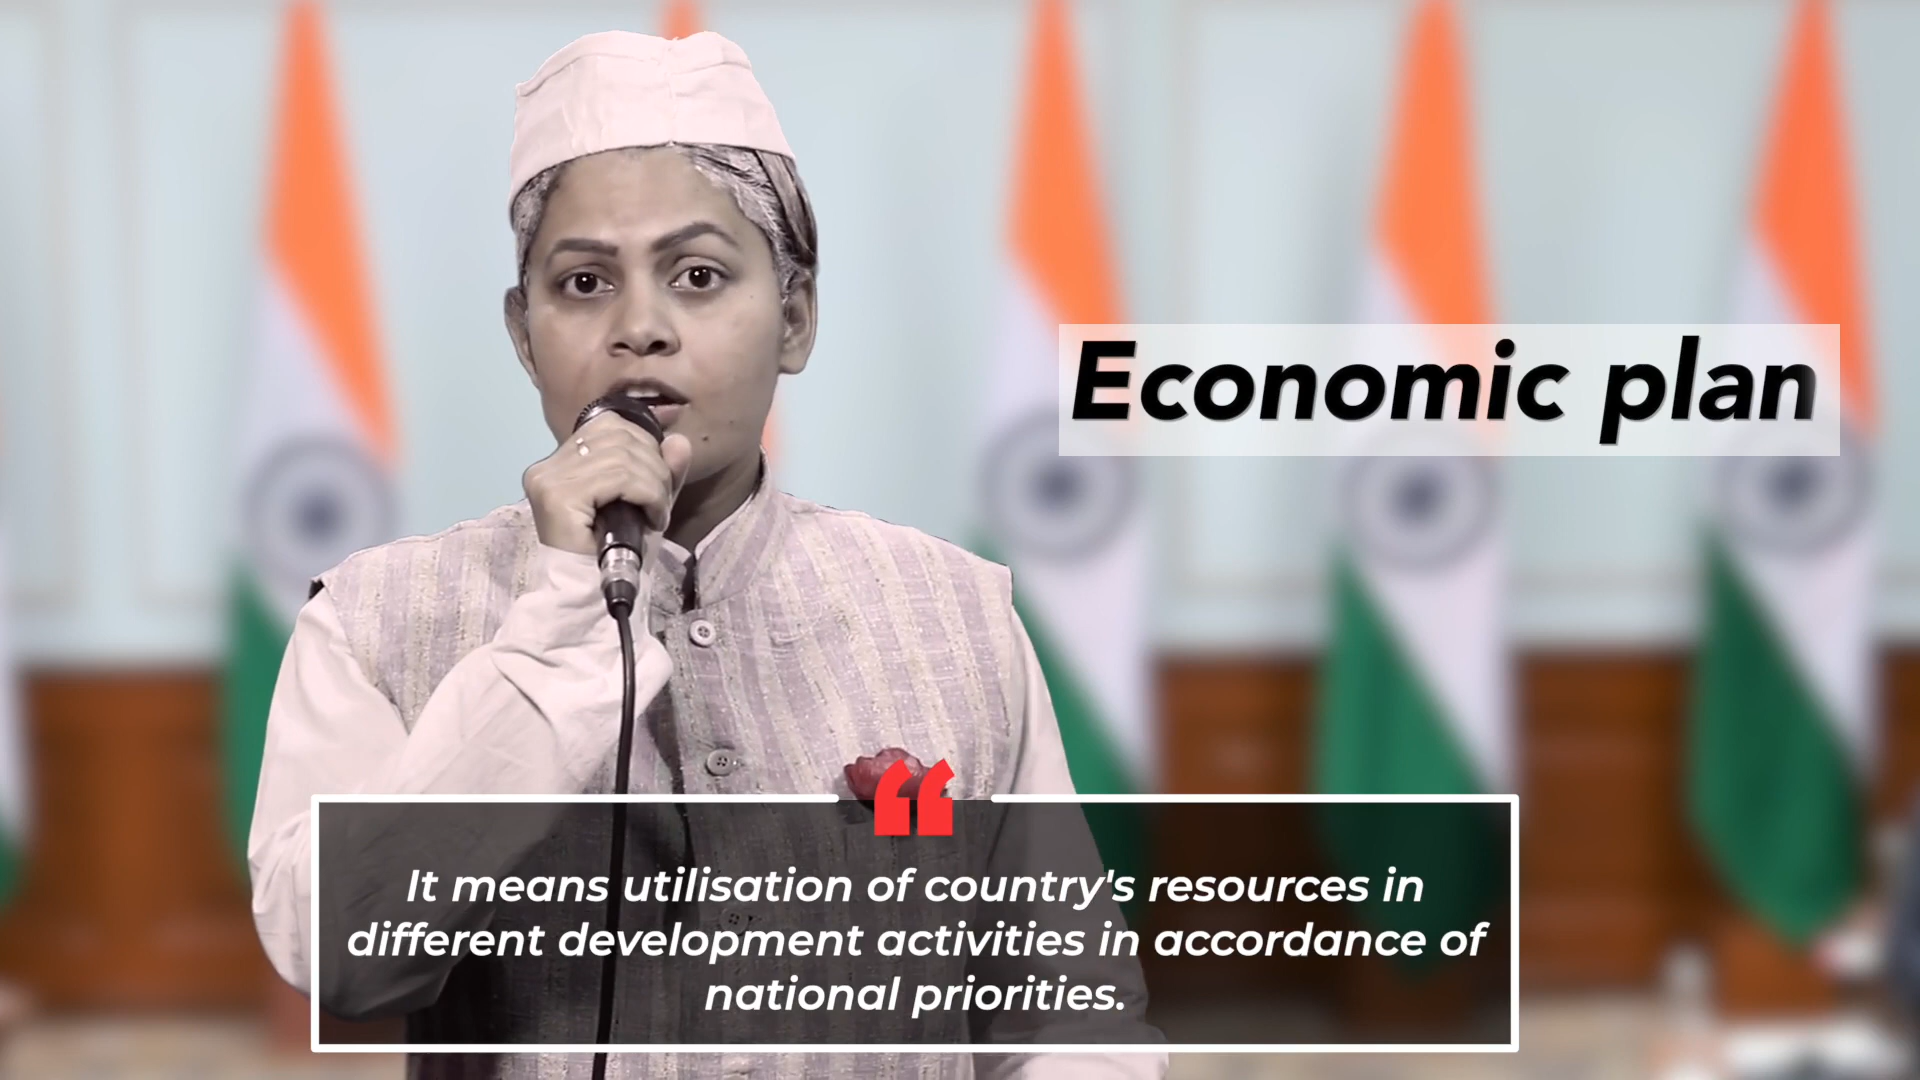 Economic plan
It means utilisation of country's resources in
different development activities in accordance of
national priorities.